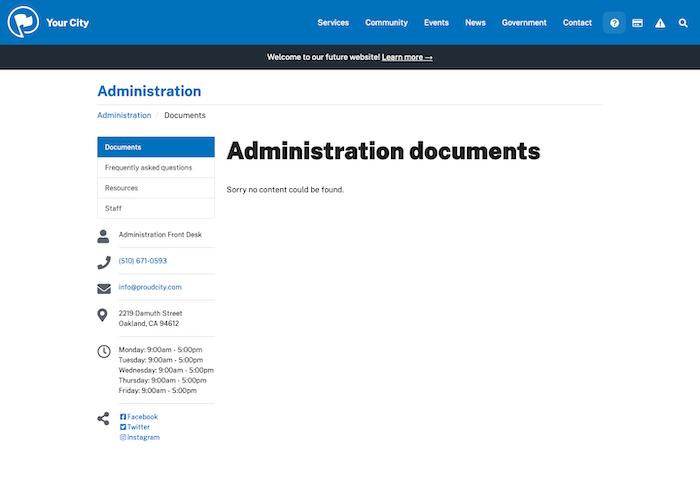 Your City
Services Community Events News Government Contact
Welcome to our future website! Learn more →
Administration
Administration / Documents
Documents
Frequently asked questions
Resources
Staff
Administration documents
Sorry no content could be found.
Administration Front Desk
(510) 671-0593
info@proudcity.com
2219 Damuth Street
Oakland, CA 94612
Monday: 9:00am - 5:00pm
Tuesday: 9:00am - 5:00pm
Wednesday: 9:00am - 5:00pm
Thursday: 9:00am - 5:00pm
Friday: 9:00am - 5:00pm
Facebook
Twitter
Instagram